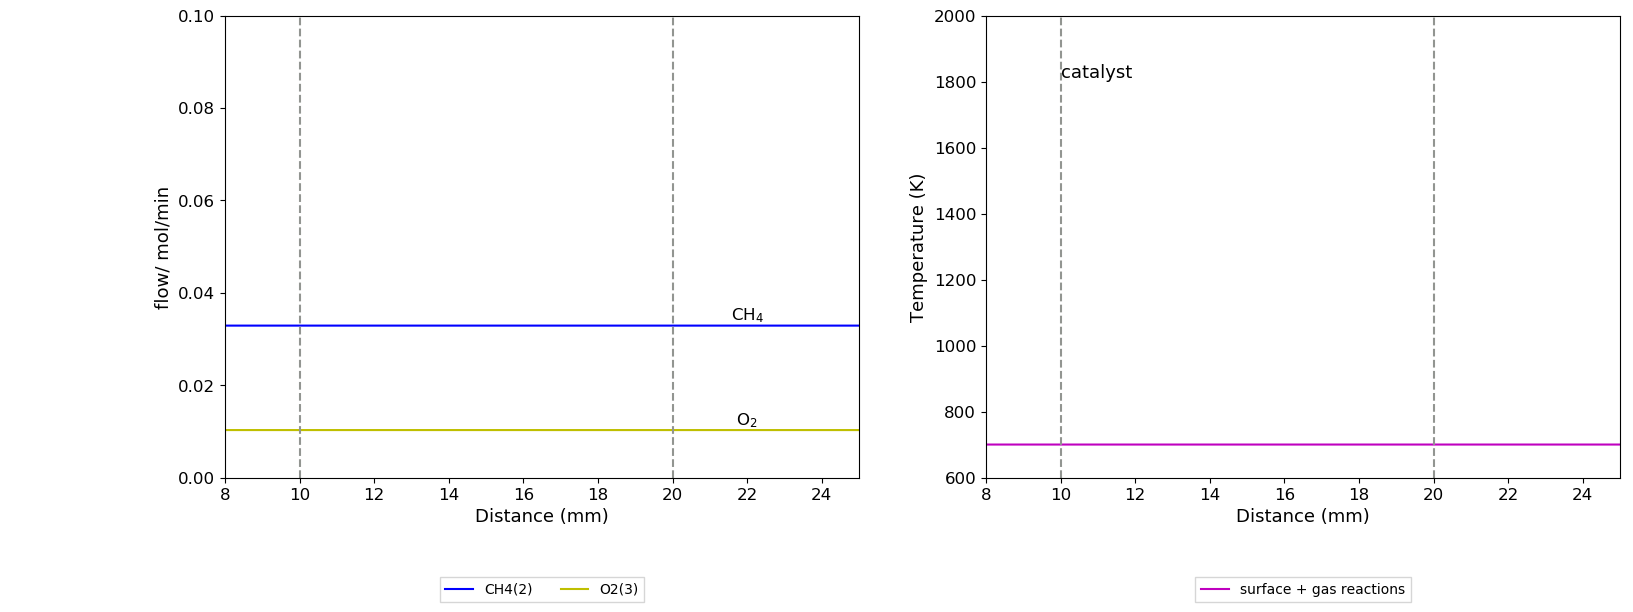 0.10
0.08
0.06
0.04
0.02
0.00
flow/ mol/min
CH₄
O₂
8 10 12 14 16 18 20 22 24
Distance (mm)
CH4(2) O2(3)
2000
1800
1600
1400
1200
1000
800
600
Temperature (K)
catalyst
8 10 12 14 16 18 20 22 24
Distance (mm)
surface + gas reactions